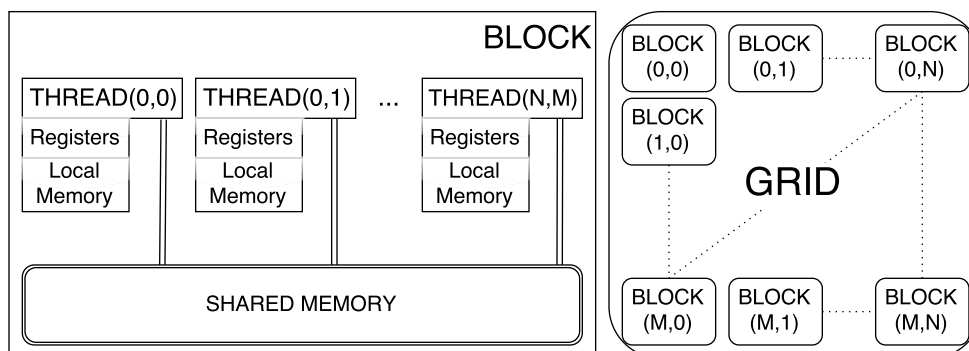 BLOCK
THREAD(0,0)
Registers
Local
Memory
THREAD(0,1)
Registers
Local
Memory
...
THREAD(N,M)
Registers
Local
Memory
SHARED MEMORY
BLOCK
(0,0)
BLOCK
(0,1)
BLOCK
(0,N)
BLOCK
(1,0)
GRID
BLOCK
(M,0)
BLOCK
(M,1)
BLOCK
(M,N)